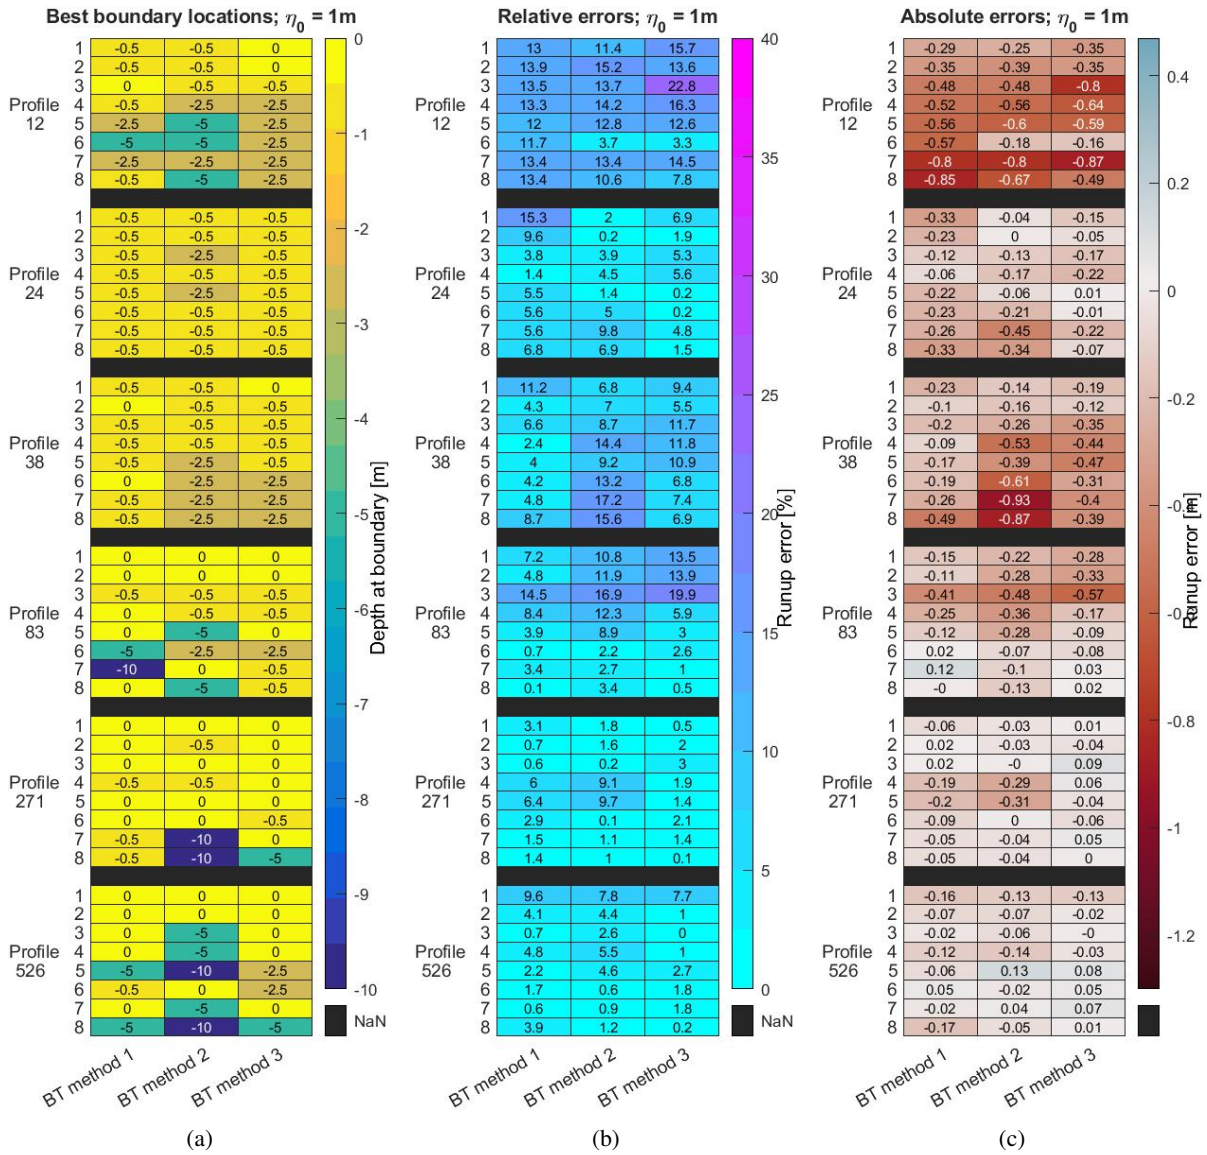 Best boundary locations; η0 = 1m
Profile 12
1 -0.5 -0.5 0
2 -0.5 -0.5 0
3 0 -0.5 -0.5
4 -0.5 -2.5 -2.5
5 -2.5 -5 -2.5
6 -5 -5 -2.5
7 -2.5 -2.5 -2.5
8 -0.5 -5 -2.5
Profile 24
1 -0.5 -0.5 -0.5
2 -0.5 -0.5 -0.5
3 -0.5 -2.5 -0.5
4 -0.5 -0.5 -0.5
5 -0.5 -2.5 -0.5
6 -0.5 -0.5 -0.5
7 -0.5 -0.5 -0.5
8 -0.5 -0.5 -0.5
Profile 38
1 -0.5 -0.5 0
2 0 -0.5 -0.5
3 -0.5 -0.5 -0.5
4 -0.5 -0.5 -0.5
5 -0.5 -2.5 -0.5
6 0 -2.5 -2.5
7 -0.5 -2.5 -2.5
8 -0.5 -2.5 -2.5
Profile 83
1 0 0 0
2 0 0 0
3 0 -0.5 -0.5
4 0 -0.5 -0.5
5 0 -5 0
6 -5 -2.5 -2.5
7 -10 0 -0.5
8 0 -5 -0.5
Profile 271
1 0 0 0
2 0 -0.5 0
3 0 0 0
4 -0.5 -0.5 0
5 0 0 0
6 0 0 -0.5
7 -0.5 -10 0
8 -0.5 -10 -5
Profile 526
1 0 0 0
2 0 0 0
3 0 -5 0
4 0 -5 0
5 -5 -10 -2.5
6 -0.5 0 -2.5
7 0 -5 0
8 -5 -10 -5
BT method 1 BT method 2 BT method 3
0
-1
-2
-3
-4
-5
-6
-7
-8
-9
-10
NaN
Depth at boundary [m]
(a)
Relative errors; η0 = 1m
Profile 12
1 13 11.4 15.7
2 13.9 15.2 13.6
3 13.5 13.7 22.8
4 13.3 14.2 16.3
5 12 12.8 12.6
6 11.7 3.7 3.3
7 13.4 13.4 14.5
8 13.4 10.6 7.8
Profile 24
1 15.3 2 6.9
2 9.6 0.2 1.9
3 3.8 3.9 5.3
4 1.4 4.5 5.6
5 5.5 1.4 0.2
6 5.6 5 0.2
7 5.6 9.8 4.8
8 6.8 6.9 1.5
Profile 38
1 11.2 6.8 9.4
2 4.3 7 5.5
3 6.6 8.7 11.7
4 2.4 14.4 11.8
5 4 9.2 10.9
6 4.2 13.2 6.8
7 4.8 17.2 7.4
8 8.7 15.6 6.9
Profile 83
1 7.2 10.8 13.5
2 4.8 11.9 13.9
3 14.5 16.9 19.9
4 8.4 12.3 5.9
5 3.9 8.9 3
6 0.7 2.2 2.6
7 3.4 2.7 1
8 0.1 3.4 0.5
Profile 271
1 3.1 1.8 0.5
2 0.7 1.6 2
3 0.6 0.2 3
4 6 9.1 1.9
5 6.4 9.7 1.4
6 2.9 0.1 2.1
7 1.5 1.1 1.4
8 1.4 1 0.1
Profile 526
1 9.6 7.8 7.7
2 4.1 4.4 1
3 0.7 2.6 0
4 4.8 5.5 1
5 2.2 4.6 2.7
6 1.7 0.6 1.8
7 0.6 0.9 1.8
8 3.9 1.2 0.2
BT method 1 BT method 2 BT method 3
40
35
30
25
20
15
10
5
0
NaN
Runup error [%]
(b)
Absolute errors; η0 = 1m
Profile 12
1 -0.29 -0.25 -0.35
2 -0.35 -0.39 -0.35
3 -0.48 -0.48 -0.8
4 -0.52 -0.56 -0.64
5 -0.56 -0.6 -0.59
6 -0.57 -0.18 -0.16
7 -0.8 -0.8 -0.87
8 -0.85 -0.67 -0.49
Profile 24
1 -0.33 -0.04 -0.15
2 -0.23 0 -0.05
3 -0.12 -0.13 -0.17
4 -0.06 -0.17 -0.22
5 -0.22 -0.06 0.01
6 -0.23 -0.21 -0.01
7 -0.26 -0.45 -0.22
8 -0.33 -0.34 -0.07
Profile 38
1 -0.23 -0.14 -0.19
2 -0.1 -0.16 -0.12
3 -0.2 -0.26 -0.35
4 -0.09 -0.53 -0.44
5 -0.17 -0.39 -0.47
6 -0.19 -0.61 -0.31
7 -0.26 -0.93 -0.4
8 -0.49 -0.87 -0.39
Profile 83
1 -0.15 -0.22 -0.28
2 -0.11 -0.28 -0.33
3 -0.41 -0.48 -0.57
4 -0.25 -0.36 -0.17
5 -0.12 -0.28 -0.09
6 0.02 -0.07 -0.08
7 0.12 -0.1 0.03
8 -0 -0.13 0.02
Profile 271
1 -0.06 -0.03 0.01
2 0.02 -0.03 -0.04
3 0.02 -0 0.09
4 -0.19 -0.29 0.06
5 -0.2 -0.31 -0.04
6 -0.09 0 -0.06
7 -0.05 -0.04 0.05
8 -0.05 -0.04 0
Profile 526
1 -0.16 -0.13 -0.13
2 -0.07 -0.07 -0.02
3 -0.02 -0.06 -0
4 -0.12 -0.14 -0.03
5 -0.06 0.13 0.08
6 0.05 -0.02 0.05
7 -0.02 0.04 0.07
8 -0.17 -0.05 0.01
BT method 1 BT method 2 BT method 3
0.4
0.2
0
-0.2
-0.8
-1
-1.2
Runup error [m]
(c)